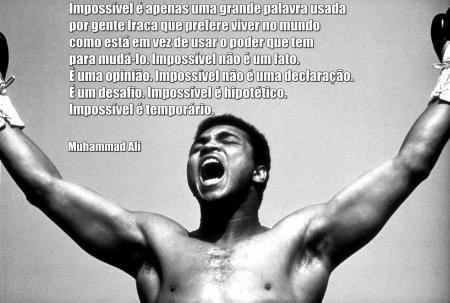 Impossível é apenas uma grande palavra usada
por gente fraca que prefere viver no mundo
como está em vez de usar o poder que tem
para mudá-lo. Impossível não é um fato.
É uma opinião. Impossível não é uma declaração.
É um desafio. Impossível é hipotético.
Impossível é temporário.
Muhammad Ali